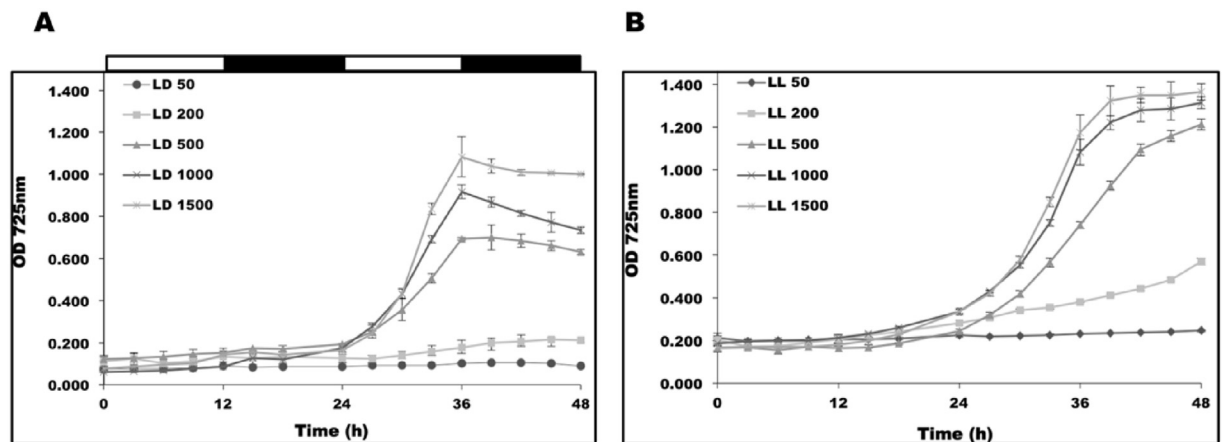 A
LD 50
LD 200
LD 500
LD 1000
LD 1500
1.400
1.200
1.000
0.800
0.600
0.400
0.200
0.000
OD 725nm
0 12 24 36 48
Time (h)
B
LL 50
LL 200
LL 500
LL 1000
LL 1500
1.400
1.200
1.000
0.800
0.600
0.400
0.200
0.000
OD 725nm
0 12 24 36 48
Time (h)